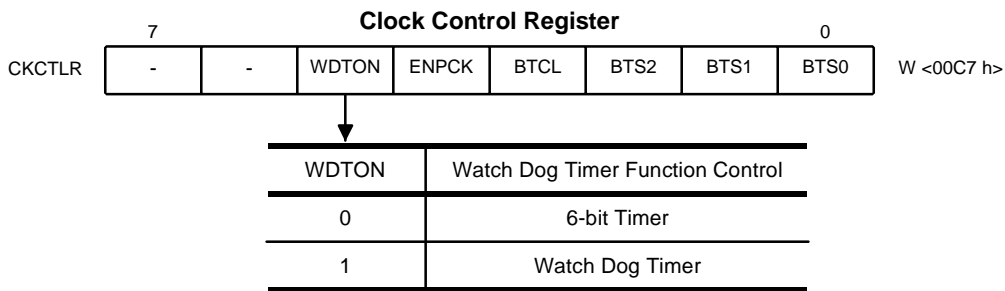 Clock Control Register
7 0
CKCTLR - - WDTON ENPCK BTCL BTS2 BTS1 BTS0 W <00C7 h>
WDTON Watch Dog Timer Function Control
0 6-bit Timer
1 Watch Dog Timer